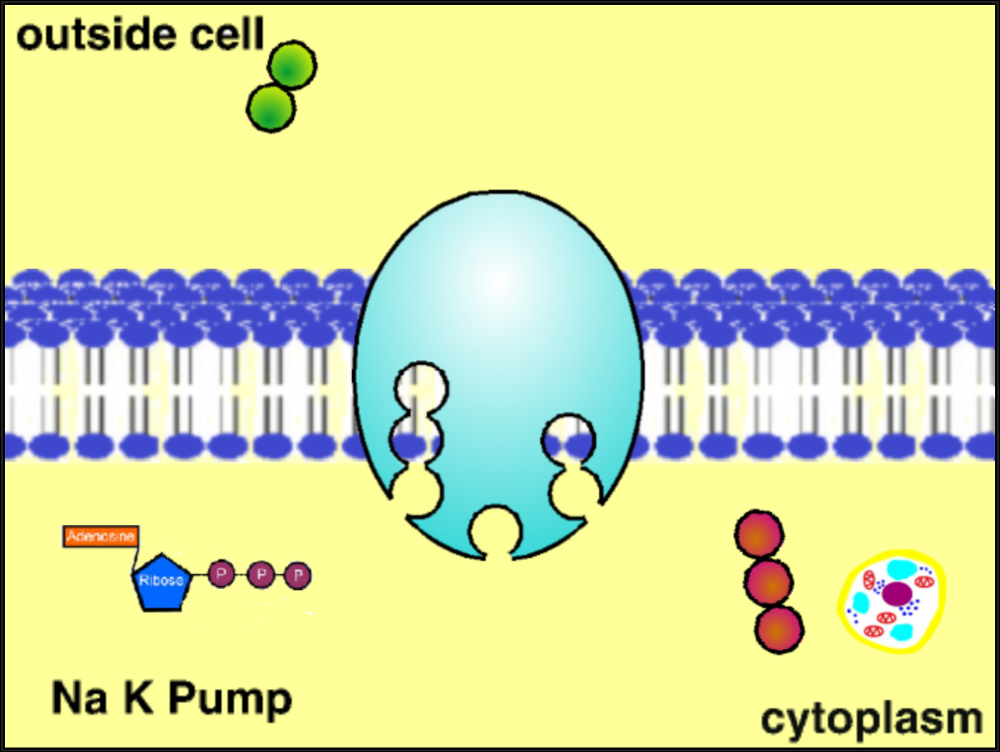 outside cell
Adenosine
Ribose
P P P
Na K Pump
cytoplasm